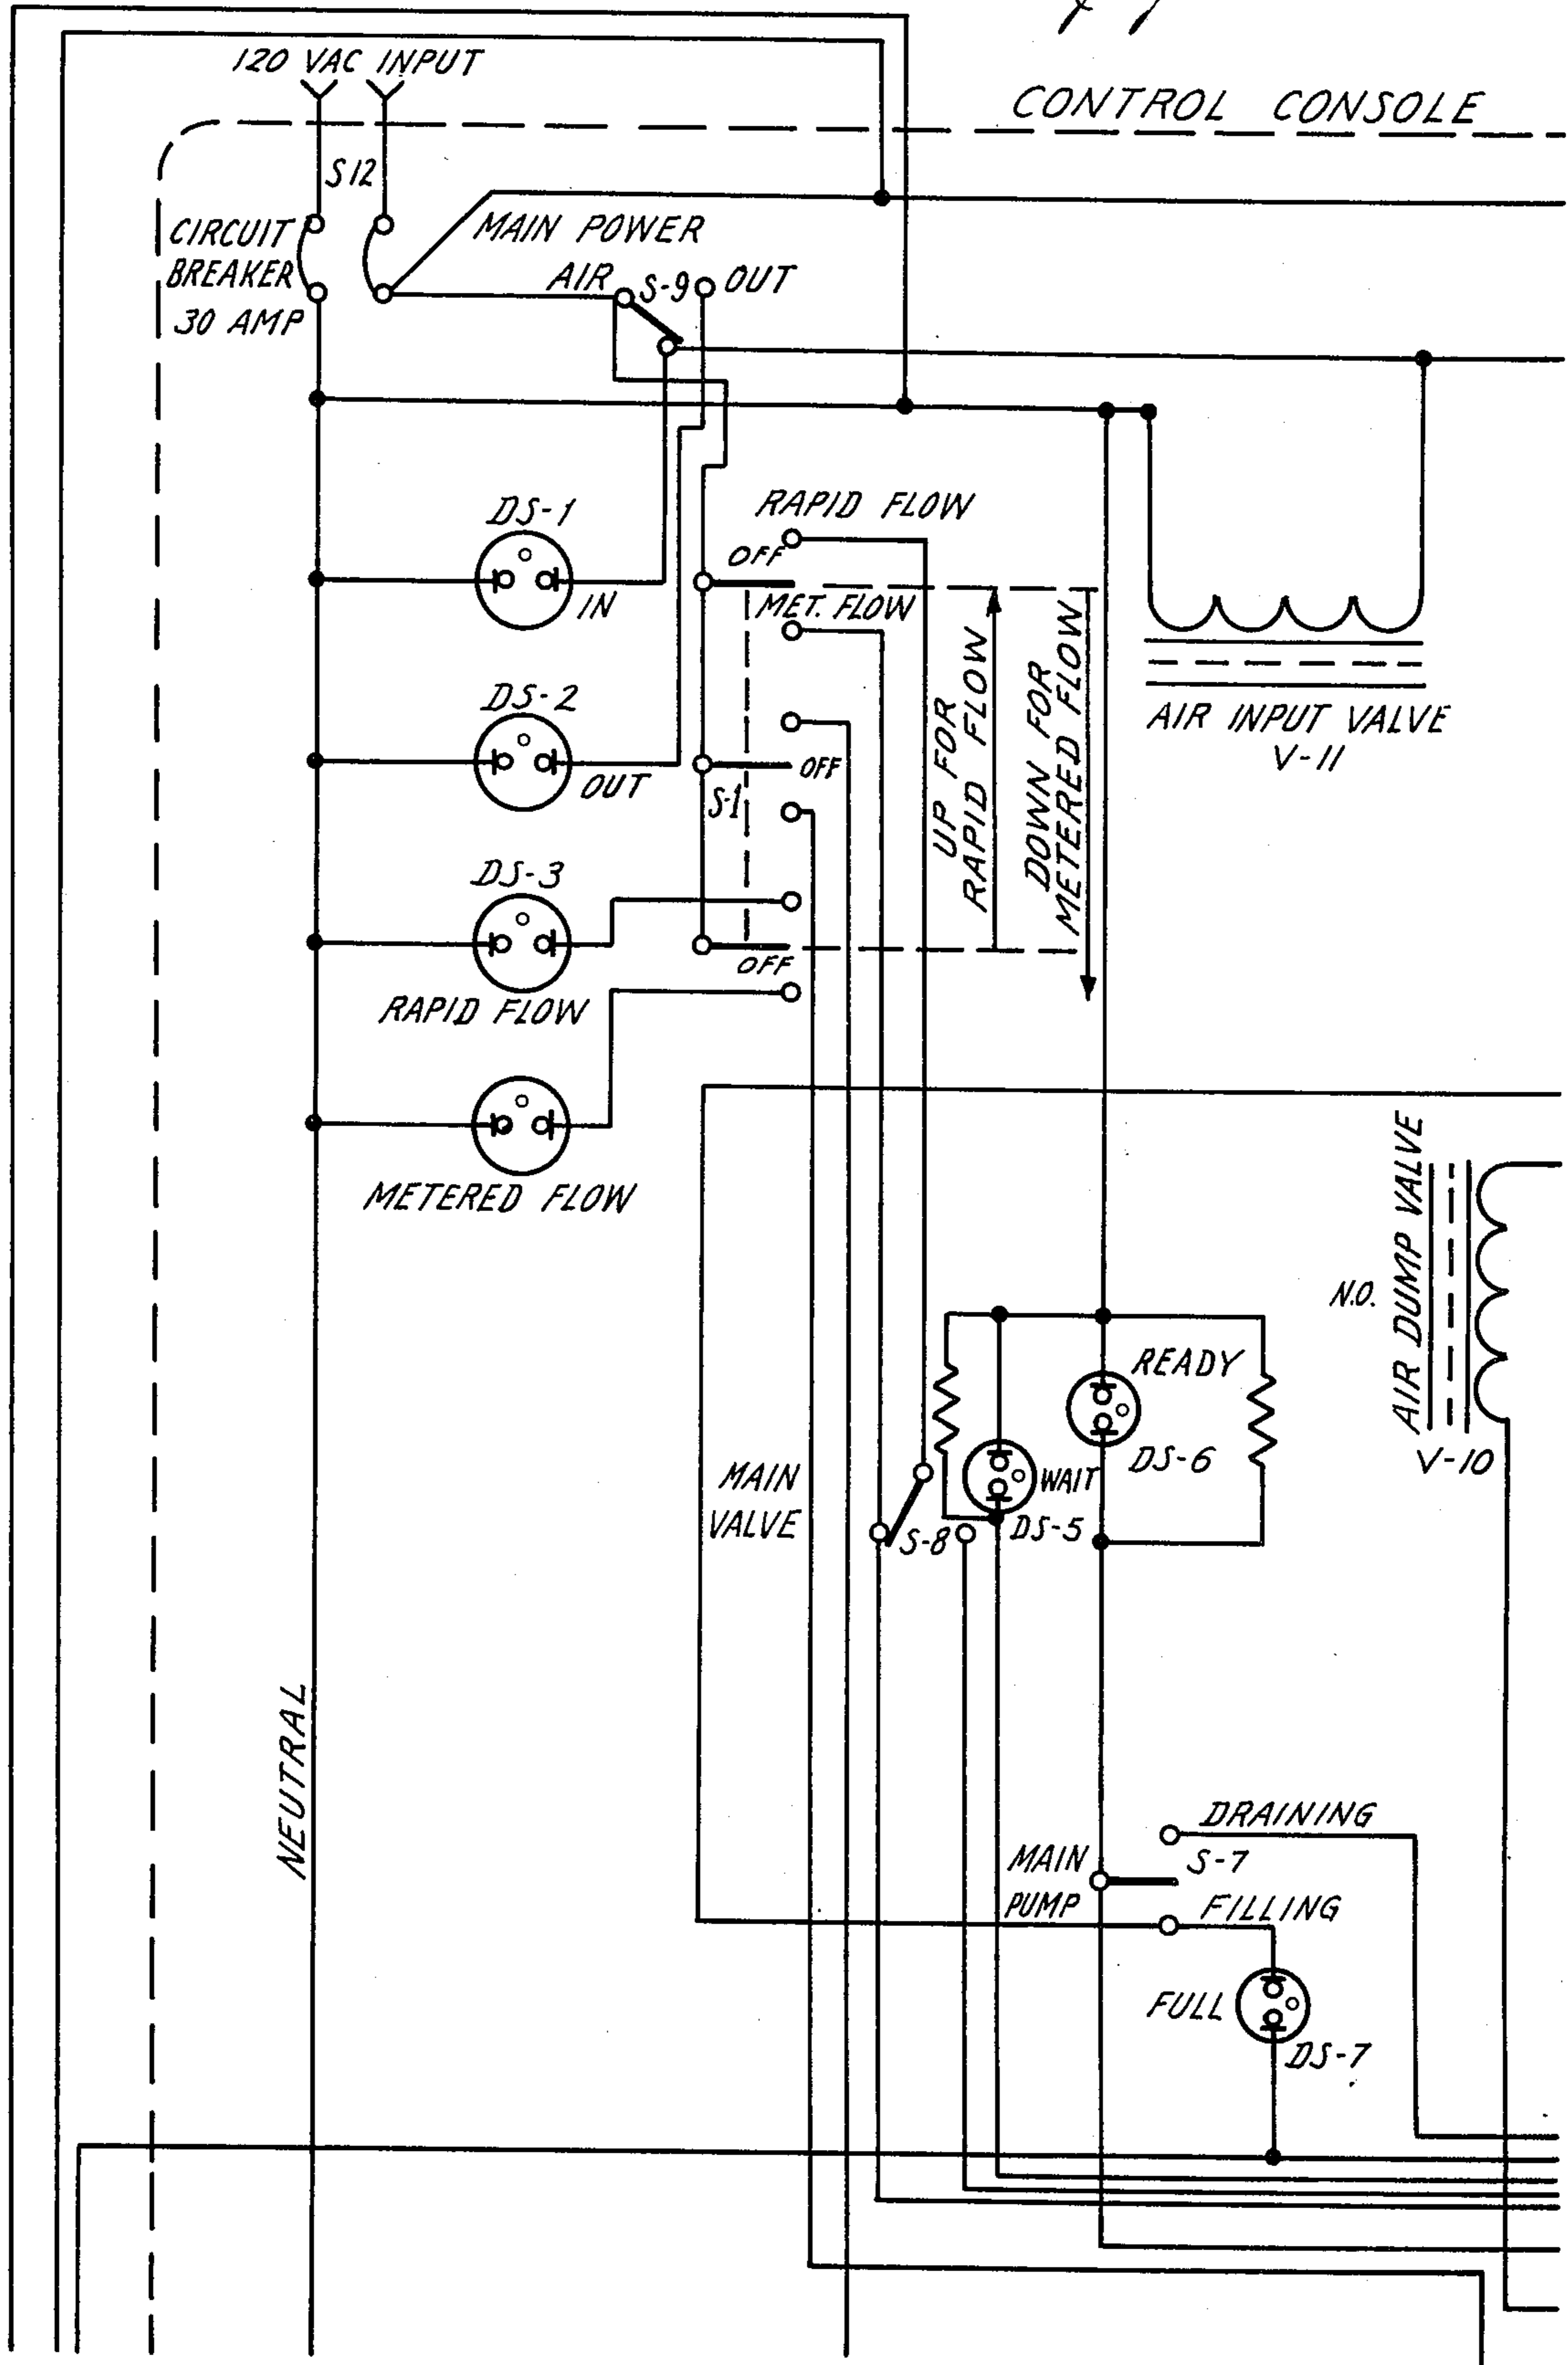 120 VAC INPUT
CONTROL CONSOLE
S12
CIRCUIT
BREAKER
30 AMP
MAIN POWER
AIR
S-9
OUT
DS-1
IN
RAPID FLOW
OFF
MET. FLOW
DS-2
OUT
OFF
S-1
UP FOR
RAPID FLOW
DOWN FOR
METERED FLOW
AIR INPUT VALVE
V-11
DS-3
RAPID FLOW
OFF
METERED FLOW
N.O.
AIR DUMP VALVE
V-10
READY
DS-6
WAIT
DS-5
MAIN
VALVE
S-8
NEUTRAL
DRAINING
S-7
MAIN
PUMP
FILLING
FULL
DS-7